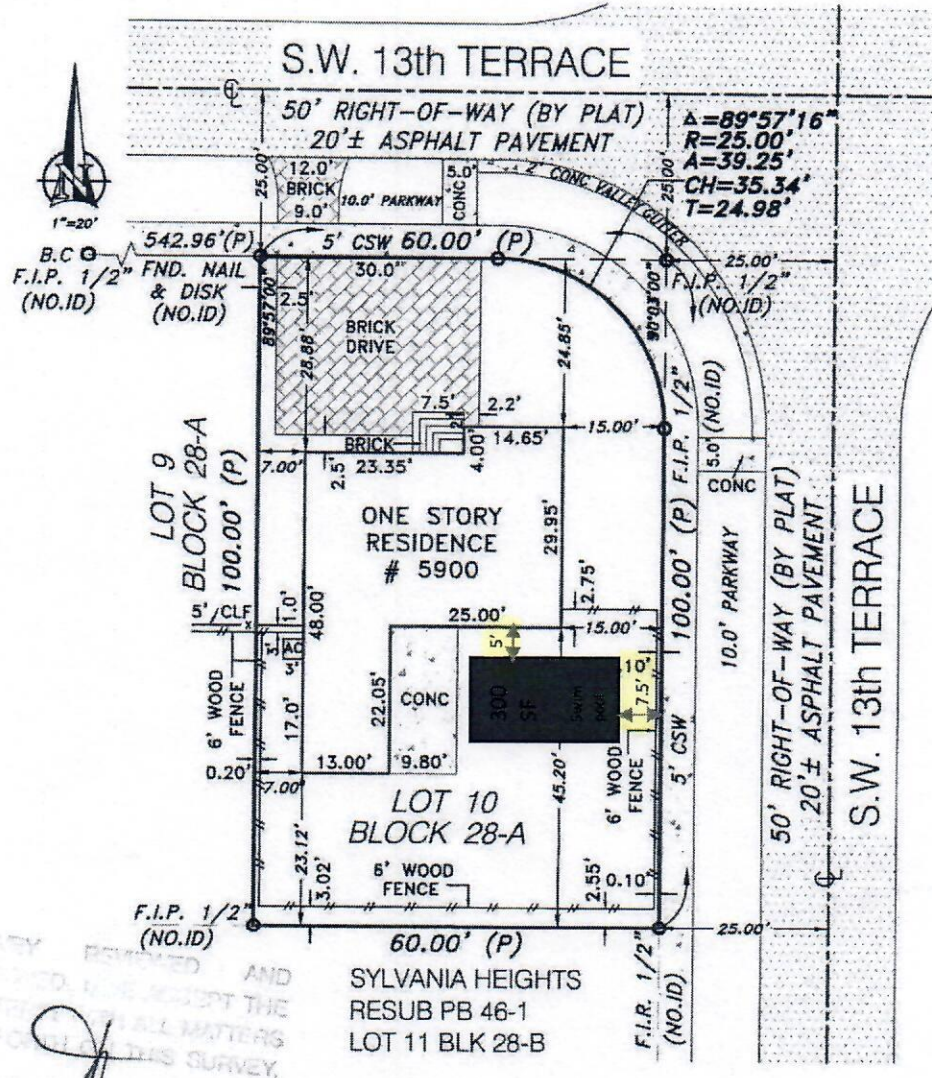 S.W. 13th TERRACE
50' RIGHT-OF-WAY (BY PLAT)
20'± ASPHALT PAVEMENT
℄
Δ=89°57'16"
R=25.00'
A=39.25'
CH=35.34'
T=24.98'
25.00'
25.00'
12.0'
BRICK
9.0'
10.0' PARKWAY
5.0'
CONC
2' CONC VALLEY GUTTER
1"=20'
B.C
F.I.P. 1/2"
(NO.ID)
542.96'(P)
5' CSW 60.00' (P)
FND. NAIL
& DISK
(NO.ID)
30.0'
25.00'
F.I.P. 1/2"
(NO.ID)
2.5'
89°57'00"
28.88'
BRICK
DRIVE
24.85'
90°03'00"
7.5'
2.2'
BRICK
4.00'
14.65'
15.00'
F.I.P. 1/2"
(NO.ID)
7.00'
2.5'
23.35'
5.0'
CONC
LOT 9
BLOCK 28-A
100.00' (P)
ONE STORY
RESIDENCE
# 5900
29.95'
2.75'
100.00' (P)
10.0' PARKWAY
50' RIGHT-OF-WAY (BY PLAT)
20'± ASPHALT PAVEMENT
S.W. 13th TERRACE
5' CLF
x
1.0'
48.00'
25.00'
15.00'
3'
AC
3'
5'
6' WOOD
FENCE
17.0'
22.05'
CONC
300
SF
Swim
pool
.10'
7.5'
5' CSW
0.20'
7.00'
13.00'
9.80'
45.20'
6' WOOD
FENCE
LOT 10
BLOCK 28-A
23.12'
3.02'
6' WOOD
FENCE
2.55'
0.10'
℄
F.I.P. 1/2"
(NO.ID)
60.00' (P)
25.00'
F.I.R. 1/2"
(NO.ID)
AND
ACCEPT THE
ALL MATTERS
THIS SURVEY.
SYLVANIA HEIGHTS
RESUB PB 46-1
LOT 11 BLK 28-B